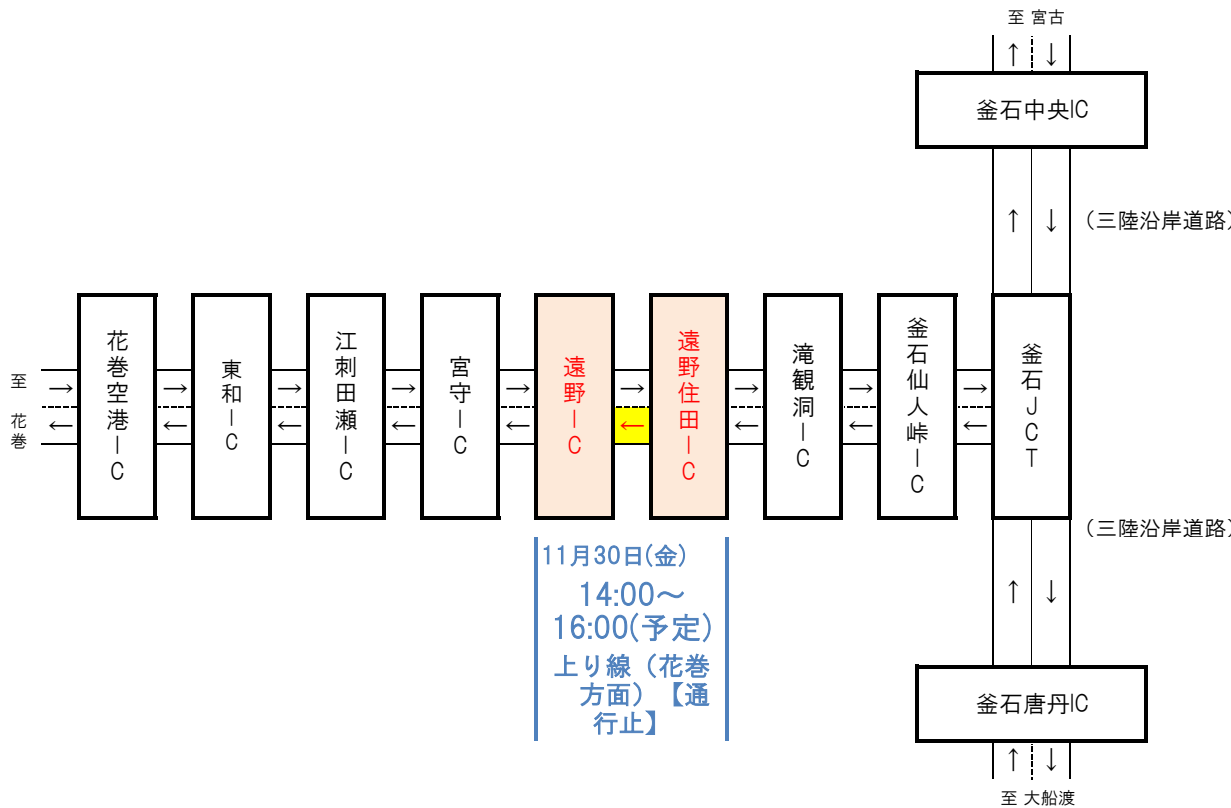 至 宮古
↑ ↓
釜石中央IC
↑ ↓
（三陸沿岸道路）
至
花巻
→ → → → → → → → →
← ← ← ← ← ← ← ← ←
花巻空港IC
東和IC
江刺田瀬IC
宮守IC
遠野IC
遠野住田IC
滝観洞IC
釜石仙人峠IC
釜石JCT
（三陸沿岸道路）
↑ ↓
11月30日(金)
14:00～
16:00(予定)
上り線（花巻
方面）【通
行止】
釜石唐丹IC
↑ ↓
至 大船渡